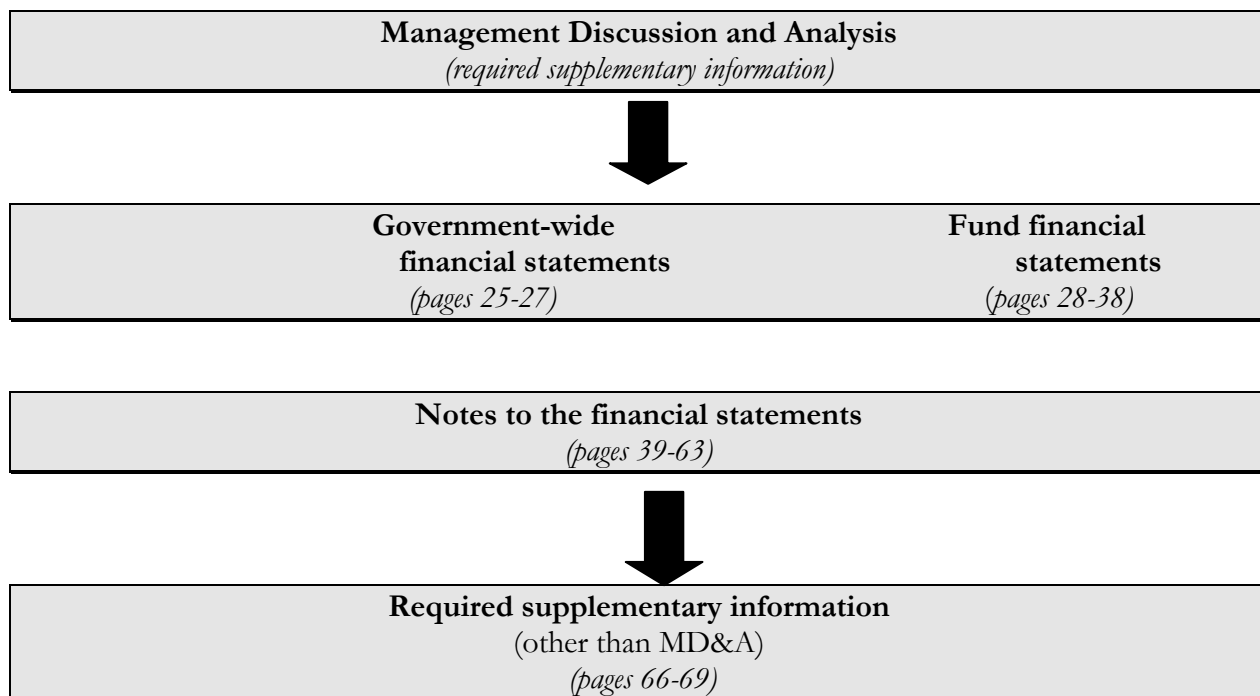 Management Discussion and Analysis
(required supplementary information)
Government-wide
financial statements
(pages 25-27)
Fund financial
statements
(pages 28-38)
Notes to the financial statements
(pages 39-63)
Required supplementary information
(other than MD&A)
(pages 66-69)